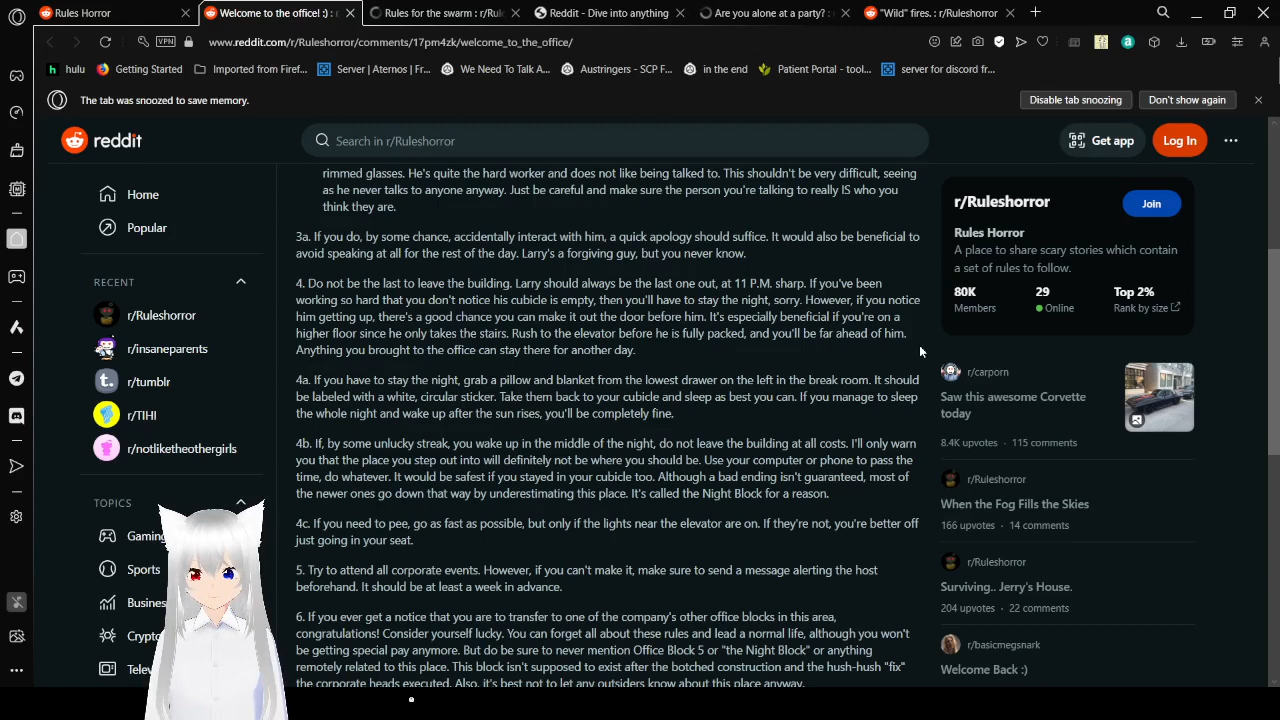 Rules Horror
Welcome to the office! :)
Rules for the swarm : r/Rule
Reddit - Dive into anything
Are you alone at a party? :
"Wild" fires. : r/Ruleshorror
VPN
www.reddit.com/r/Ruleshorror/comments/17pm4zk/welcome_to_the_office/
hulu
Getting Started
Imported from Firef...
Server | Aternos | Fr...
We Need To Talk A...
Austringers - SCP F...
in the end
Patient Portal - tool...
server for discord fr...
The tab was snoozed to save memory.
Disable tab snoozing
Don't show again
reddit
Search in r/Ruleshorror
Get app
Log In
Home
Popular
RECENT
r/Ruleshorror
r/insaneparents
r/tumblr
r/TIHI
r/notliketheothergirls
TOPICS
Gaming
Sports
Busines
Crypto
Telev
rimmed glasses. He's quite the hard worker and does not like being talked to. This shouldn't be very difficult, seeing
as he never talks to anyone anyway. Just be careful and make sure the person you're talking to really IS who you
think they are.
3a. If you do, by some chance, accidentally interact with him, a quick apology should suffice. It would also be beneficial to
avoid speaking at all for the rest of the day. Larry's a forgiving guy, but you never know.
4. Do not be the last to leave the building. Larry should always be the last one out, at 11 P.M. sharp. If you've been
working so hard that you don't notice his cubicle is empty, then you'll have to stay the night, sorry. However, if you notice
him getting up, there's a good chance you can make it out the door before him. It's especially beneficial if you're on a
higher floor since he only takes the stairs. Rush to the elevator before he is fully packed, and you'll be far ahead of him.
Anything you brought to the office can stay there for another day.
4a. If you have to stay the night, grab a pillow and blanket from the lowest drawer on the left in the break room. It should
be labeled with a white, circular sticker. Take them back to your cubicle and sleep as best you can. If you manage to sleep
the whole night and wake up after the sun rises, you'll be completely fine.
4b. If, by some unlucky streak, you wake up in the middle of the night, do not leave the building at all costs. I'll only warn
you that the place you step out into will definitely not be where you should be. Use your computer or phone to pass the
time, do whatever. It would be safest if you stayed in your cubicle too. Although a bad ending isn't guaranteed, most of
the newer ones go down that way by underestimating this place. It's called the Night Block for a reason.
4c. If you need to pee, go as fast as possible, but only if the lights near the elevator are on. If they're not, you're better off
just going in your seat.
5. Try to attend all corporate events. However, if you can't make it, make sure to send a message alerting the host
beforehand. It should be at least a week in advance.
6. If you ever get a notice that you are to transfer to one of the company's other office blocks in this area,
congratulations! Consider yourself lucky. You can forget all about these rules and lead a normal life, although you won't
be getting special pay anymore. But do be sure to never mention Office Block 5 or "the Night Block" or anything
remotely related to this place. This block isn't supposed to exist after the botched construction and the hush-hush "fix"
the corporate heads executed. Also, it's best not to let any outsiders know about this place anyway.
r/Ruleshorror
Join
Rules Horror
A place to share scary stories which contain
a set of rules to follow.
80K
29
Top 2%
Members
Online
Rank by size
r/carporn
Saw this awesome Corvette
today
8.4K upvotes · 115 comments
r/Ruleshorror
When the Fog Fills the Skies
166 upvotes · 14 comments
r/Ruleshorror
Surviving.. Jerry's House.
204 upvotes · 22 comments
r/basicmegsnark
Welcome Back :)